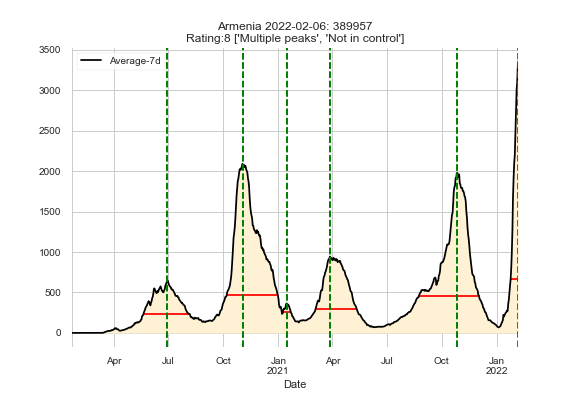 Armenia 2022-02-06: 389957
Rating:8 ['Multiple peaks', 'Not in control']
3500
Average-7d
3000
2500
2000
1500
1000
500
0
Apr Jul Oct Jan Apr Jul Oct Jan
2021 2022
Date